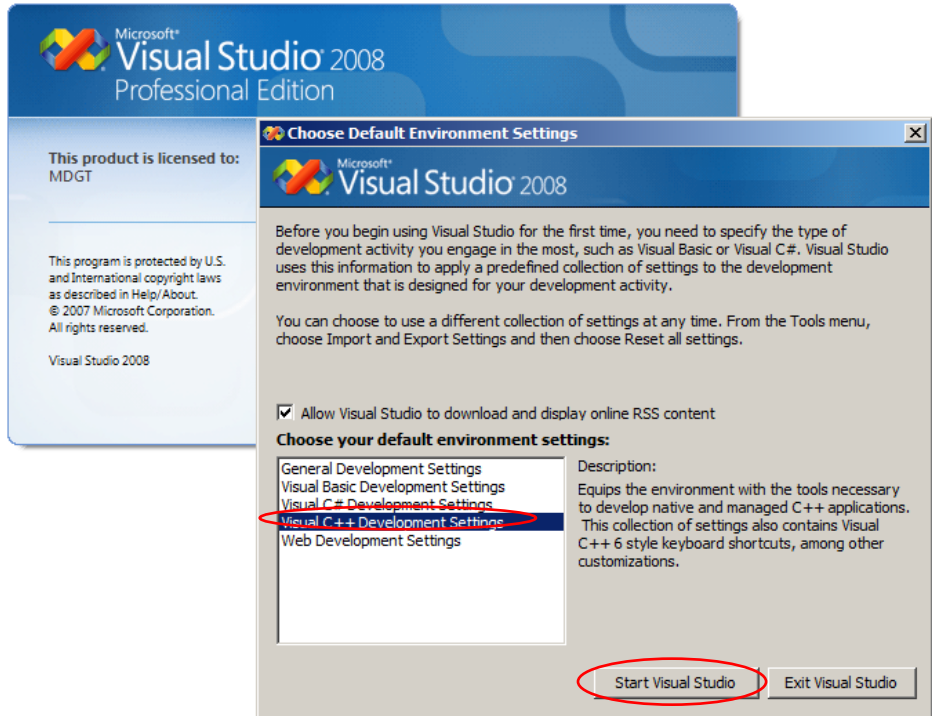 Microsoft®
Visual Studio® 2008
Professional Edition
This product is licensed to:
MDGT
This program is protected by U.S.
and International copyright laws
as described in Help/About.
© 2007 Microsoft Corporation.
All rights reserved.
Visual Studio 2008
Choose Default Environment Settings
Microsoft®
Visual Studio® 2008
Before you begin using Visual Studio for the first time, you need to specify the type of
development activity you engage in the most, such as Visual Basic or Visual C#. Visual Studio
uses this information to apply a predefined collection of settings to the development
environment that is designed for your development activity.
You can choose to use a different collection of settings at any time. From the Tools menu,
choose Import and Export Settings and then choose Reset all settings.
Allow Visual Studio to download and display online RSS content
Choose your default environment settings:
General Development Settings
Visual Basic Development Settings
Visual C# Development Settings
Visual C++ Development Settings
Web Development Settings
Description:
Equips the environment with the tools necessary
to develop native and managed C++ applications.
This collection of settings also contains Visual
C++ 6 style keyboard shortcuts, among other
customizations.
Start Visual Studio
Exit Visual Studio